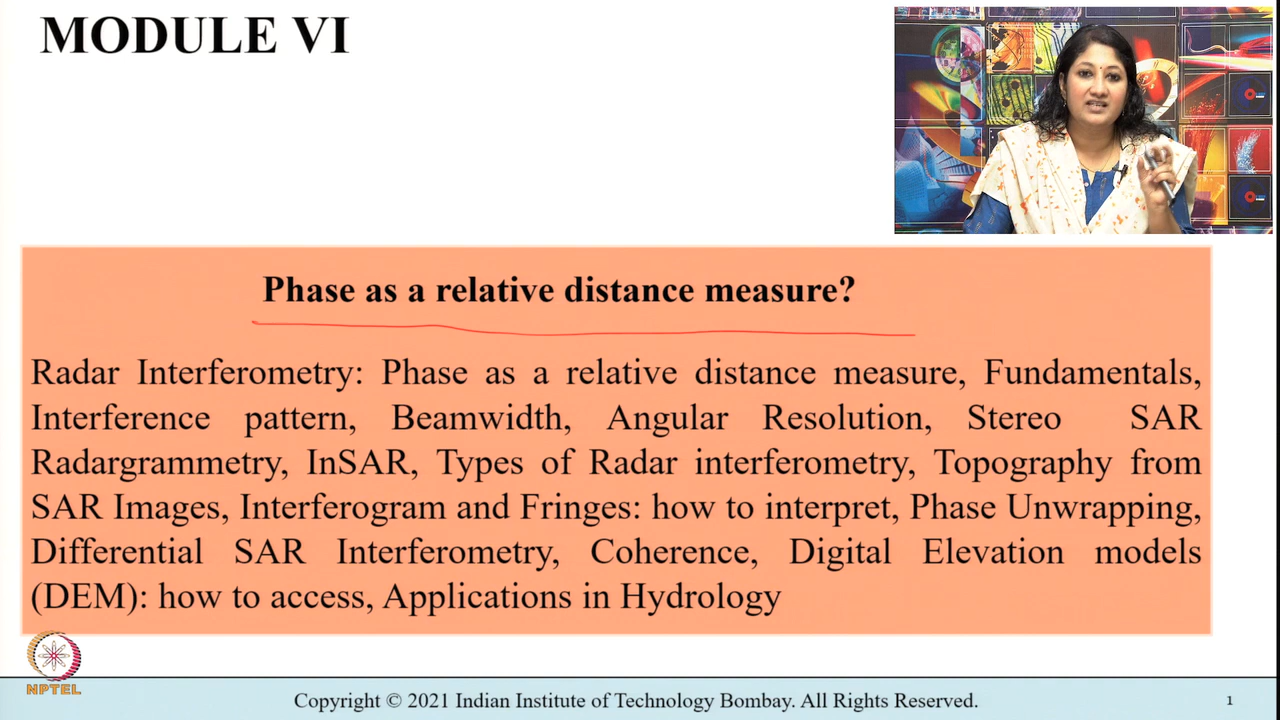 MODULE VI
Phase as a relative distance measure?
Radar Interferometry: Phase as a relative distance measure, Fundamentals,
Interference pattern, Beamwidth, Angular Resolution, Stereo SAR
Radargrammetry, InSAR, Types of Radar interferometry, Topography from
SAR Images, Interferogram and Fringes: how to interpret, Phase Unwrapping,
Differential SAR Interferometry, Coherence, Digital Elevation models
(DEM): how to access, Applications in Hydrology
NPTEL
Copyright © 2021 Indian Institute of Technology Bombay. All Rights Reserved.
1